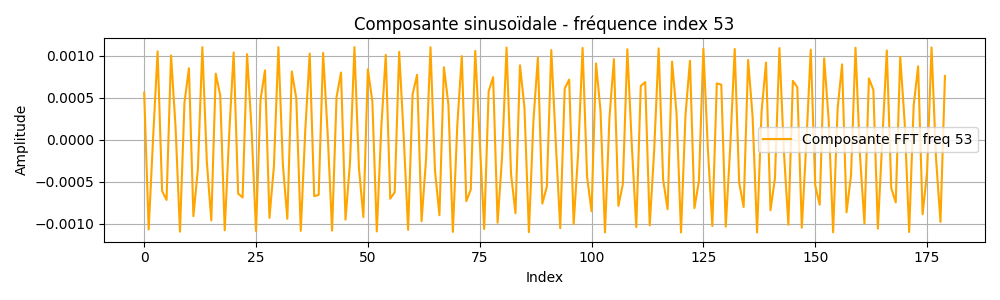 Composante sinusoïdale - fréquence index 53
Amplitude
0.0010
0.0005
0.0000
−0.0005
−0.0010
Composante FFT freq 53
0 25 50 75 100 125 150 175
Index